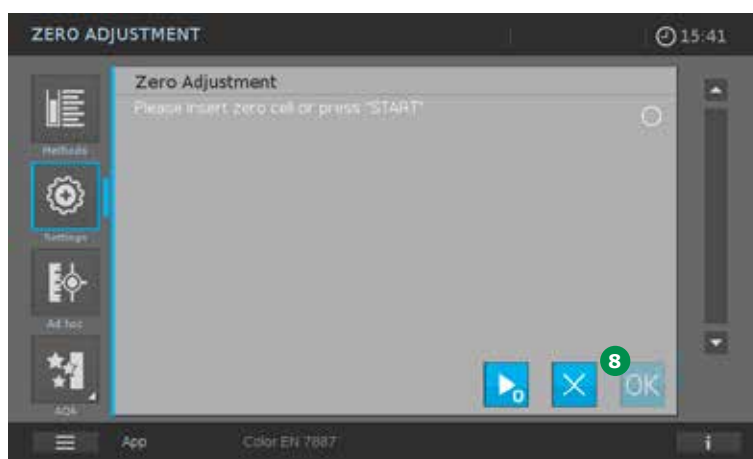 ZERO ADJUSTMENT
15:41
Zero Adjustment
Please insert zero cell or press "START"
Methods
Settings
Ad hoc
AQA
0
8
OK
App
Color EN 7887
i